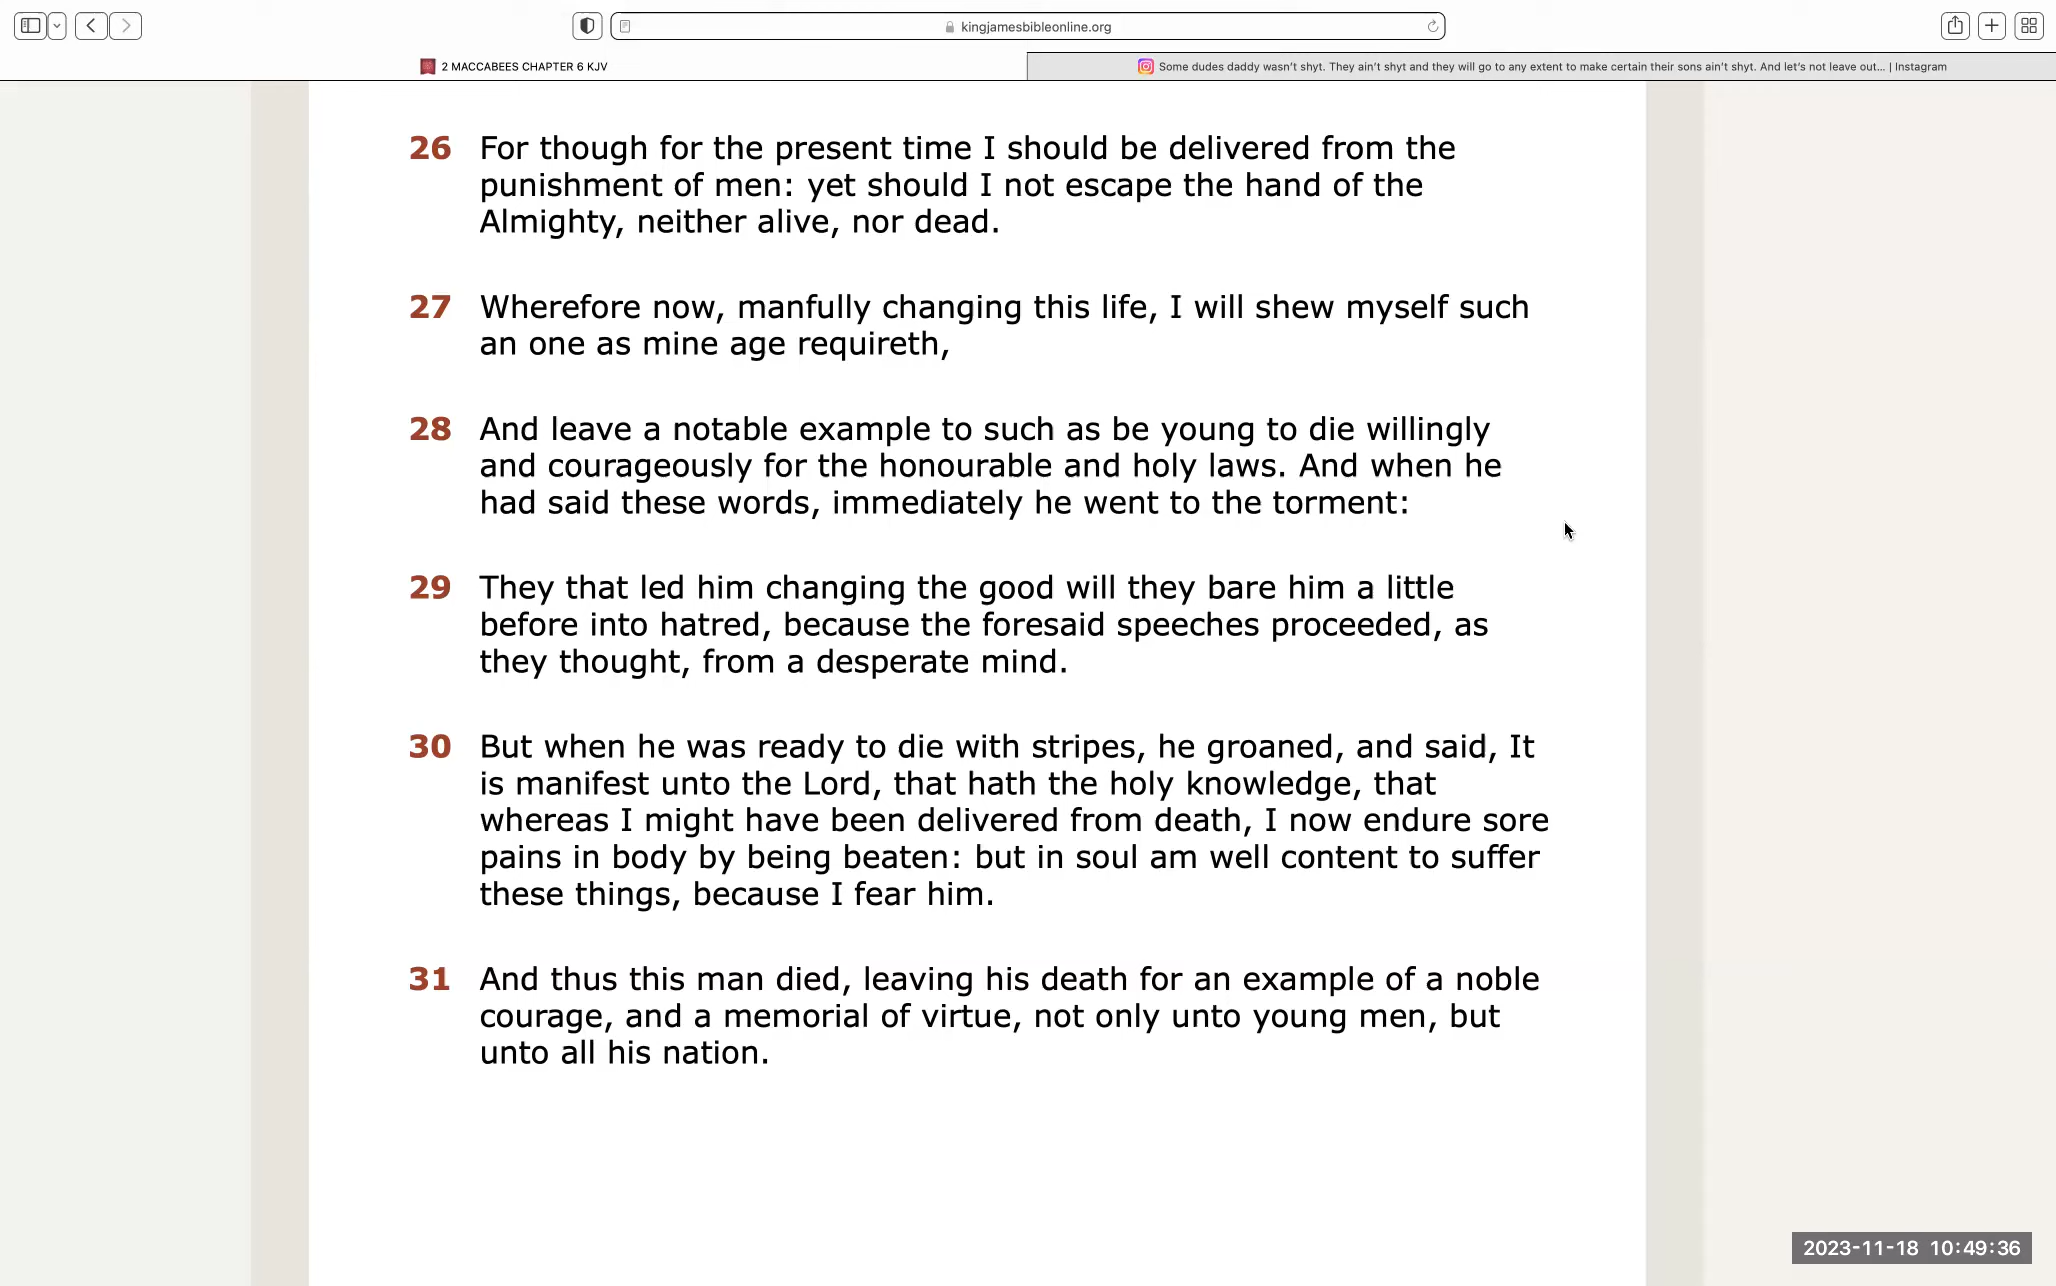 kingjamesbibleonline.org
2 MACCABEES CHAPTER 6 KJV
Some dudes daddy wasn't shyt. They ain't shyt and they will go to any extent to make certain their sons ain't shyt. And let's not leave out... | Instagram
26 For though for the present time I should be delivered from the
punishment of men: yet should I not escape the hand of the
Almighty, neither alive, nor dead.
27 Wherefore now, manfully changing this life, I will shew myself such
an one as mine age requireth,
28 And leave a notable example to such as be young to die willingly
and courageously for the honourable and holy laws. And when he
had said these words, immediately he went to the torment:
29 They that led him changing the good will they bare him a little
before into hatred, because the foresaid speeches proceeded, as
they thought, from a desperate mind.
30 But when he was ready to die with stripes, he groaned, and said, It
is manifest unto the Lord, that hath the holy knowledge, that
whereas I might have been delivered from death, I now endure sore
pains in body by being beaten: but in soul am well content to suffer
these things, because I fear him.
31 And thus this man died, leaving his death for an example of a noble
courage, and a memorial of virtue, not only unto young men, but
unto all his nation.
2023-11-18 10:49:36